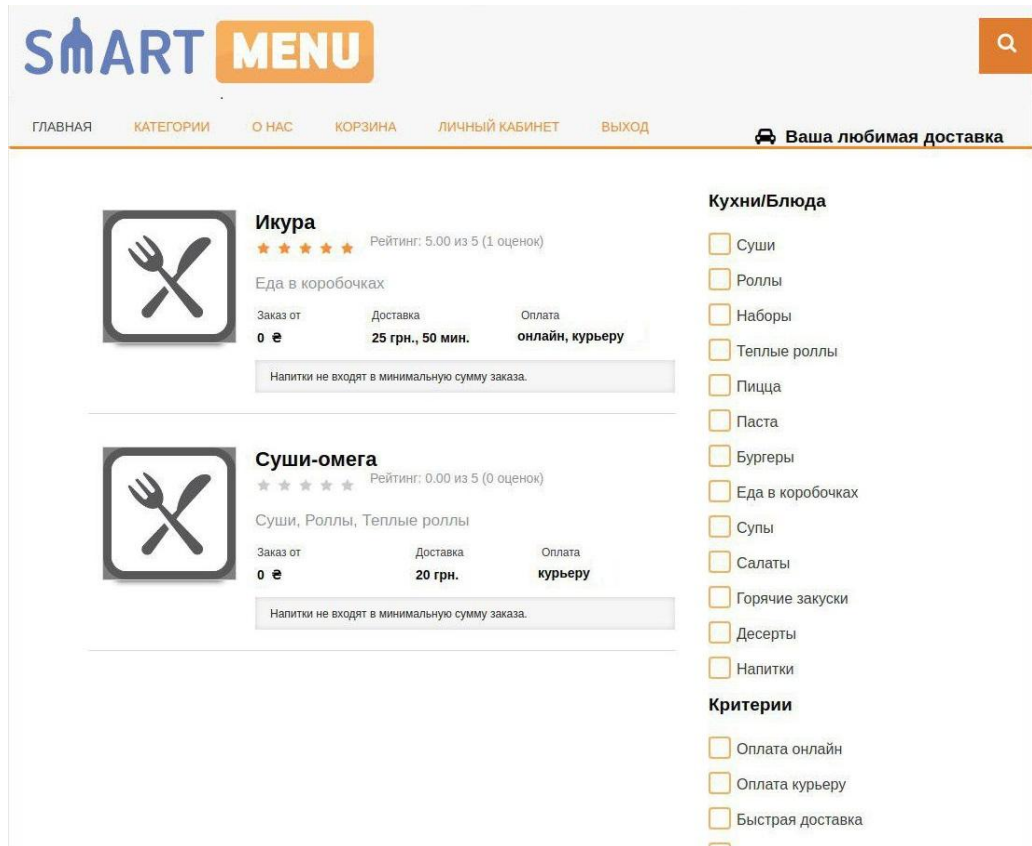 SMART MENU
ГЛАВНАЯ КАТЕГОРИИ О НАС КОРЗИНА ЛИЧНЫЙ КАБИНЕТ ВЫХОД
Ваша любимая доставка
Икура
Рейтинг: 5.00 из 5 (1 оценок)
Еда в коробочках
Заказ от Доставка Оплата
0 ₴ 25 грн., 50 мин. онлайн, курьеру
Напитки не входят в минимальную сумму заказа.
Суши-омега
Рейтинг: 0.00 из 5 (0 оценок)
Суши, Роллы, Теплые роллы
Заказ от Доставка Оплата
0 ₴ 20 грн. курьеру
Напитки не входят в минимальную сумму заказа.
Кухни/Блюда
Суши
Роллы
Наборы
Теплые роллы
Пицца
Паста
Бургеры
Еда в коробочках
Супы
Салаты
Горячие закуски
Десерты
Напитки
Критерии
Оплата онлайн
Оплата курьеру
Быстрая доставка